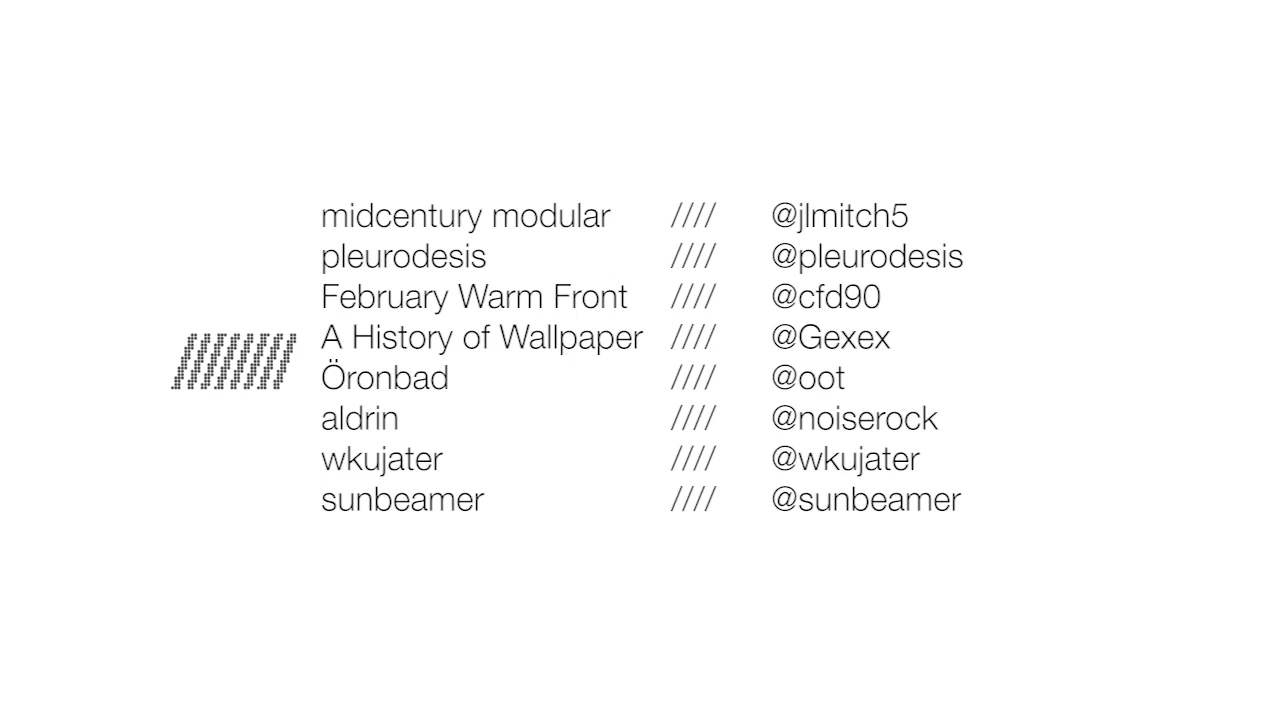 midcentury modular //// @jlmitch5
pleurodesis //// @pleurodesis
February Warm Front //// @cfd90
A History of Wallpaper //// @Gexex
//////// Öronbad //// @oot
aldrin //// @noiserock
wkujater //// @wkujater
sunbeamer //// @sunbeamer